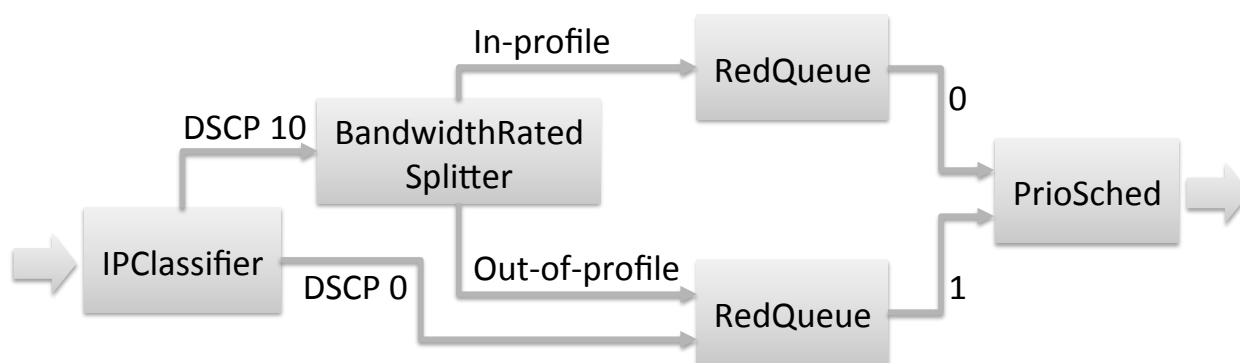 In-profile
RedQueue
0
DSCP 10
BandwidthRated
Splitter
PrioSched
IPClassifier
Out-of-profile
DSCP 0
RedQueue
1